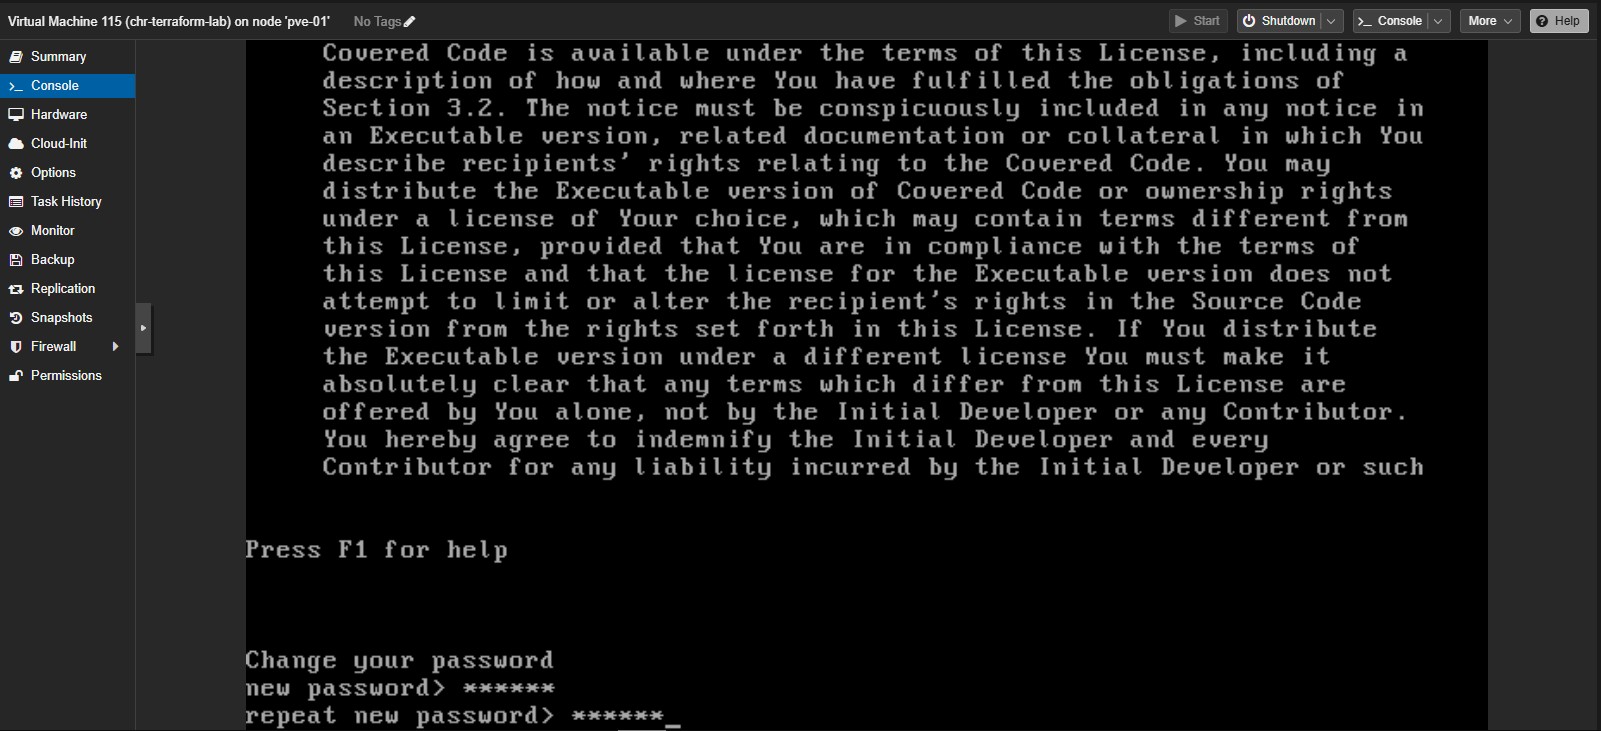 Virtual Machine 115 (chr-terraform-lab) on node 'pve-01' No Tags Start Shutdown Console More Help
Summary
Console
Hardware
Cloud-Init
Options
Task History
Monitor
Backup
Replication
Snapshots
Firewall
Permissions
Covered Code is available under the terms of this License, including a
description of how and where You have fulfilled the obligations of
Section 3.2. The notice must be conspicuously included in any notice in
an Executable version, related documentation or collateral in which You
describe recipients' rights relating to the Covered Code. You may
distribute the Executable version of Covered Code or ownership rights
under a license of Your choice, which may contain terms different from
this License, provided that You are in compliance with the terms of
this License and that the license for the Executable version does not
attempt to limit or alter the recipient's rights in the Source Code
version from the rights set forth in this License. If You distribute
the Executable version under a different license You must make it
absolutely clear that any terms which differ from this License are
offered by You alone, not by the Initial Developer or any Contributor.
You hereby agree to indemnify the Initial Developer and every
Contributor for any liability incurred by the Initial Developer or such
Press F1 for help
Change your password
new password> ******
repeat new password> ******_